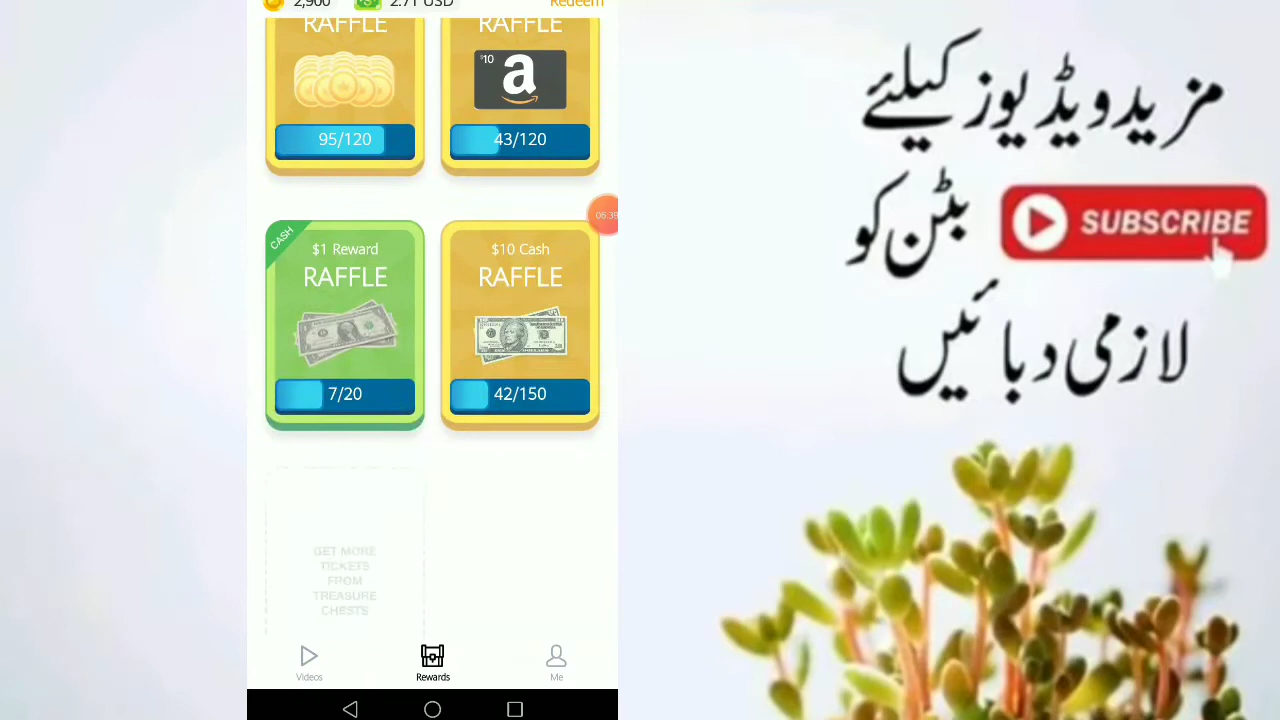 2,900
2.71 USD
Redeem
RAFFLE
RAFFLE
$10
a
95/120
43/120
06:39
CASH
$1 Reward
RAFFLE
$10 Cash
RAFFLE
7/20
42/150
GET MORE
TICKETS
FROM
TREASURE
CHESTS
Videos
Rewards
Me
مزید ویڈیوز کیلئے
SUBSCRIBE بٹن کو
لازمی دبائیں